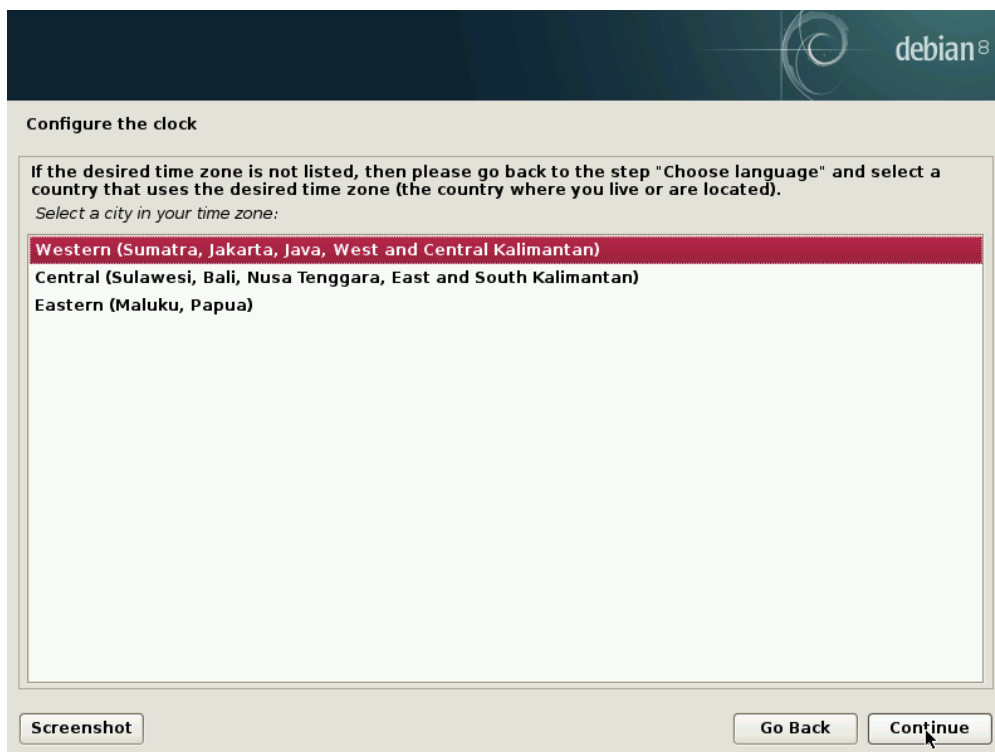 debian 8
Configure the clock
If the desired time zone is not listed, then please go back to the step "Choose language" and select a
country that uses the desired time zone (the country where you live or are located).
Select a city in your time zone:
Western (Sumatra, Jakarta, Java, West and Central Kalimantan)
Central (Sulawesi, Bali, Nusa Tenggara, East and South Kalimantan)
Eastern (Maluku, Papua)
Screenshot
Go Back
Continue